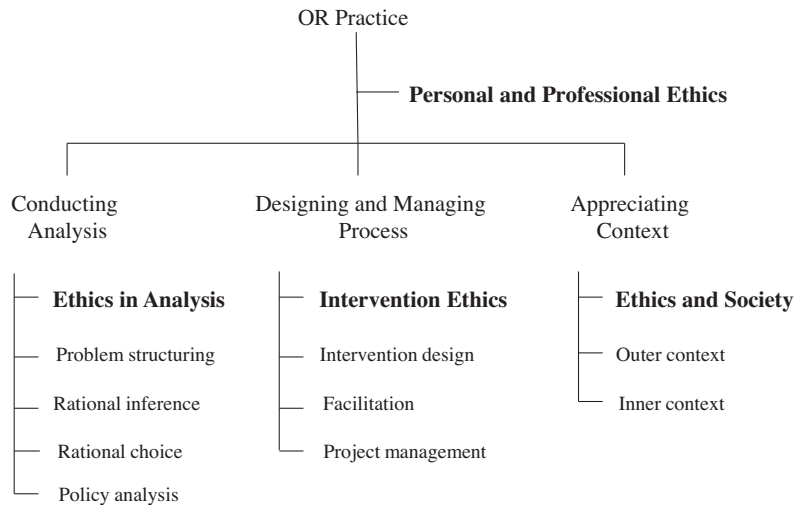 OR Practice
Personal and Professional Ethics
Conducting
Analysis
Designing and Managing
Process
Appreciating
Context
Ethics in Analysis
Problem structuring
Rational inference
Rational choice
Policy analysis
Intervention Ethics
Intervention design
Facilitation
Project management
Ethics and Society
Outer context
Inner context